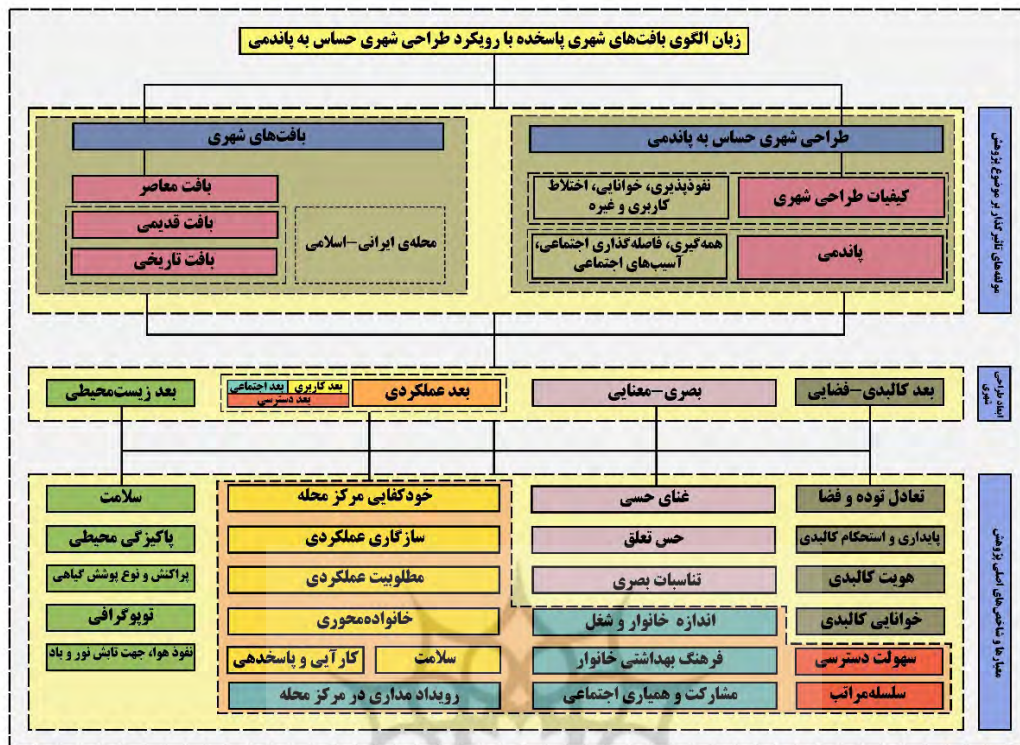 زبان الگوی بافت‌های شهری پاسخده با رویکرد طراحی شهری حساس به پاندمی
مولفه‌های تاثیرگذار بر موضوع پژوهش
طراحی شهری حساس به پاندمی
کیفیات طراحی شهری
نفوذپذیری، خوانایی، اختلاط
کاربری و غیره
پاندمی
همه‌گیری، فاصله‌گذاری اجتماعی،
آسیب‌های اجتماعی
بافت‌های شهری
بافت معاصر
بافت قدیمی
بافت تاریخی
محله‌ی ایرانی-اسلامی
ابعاد طراحی
شهری
بعد کالبدی-فضایی
بصری-معنایی
بعد عملکردی
بعد کاربری
بعد اجتماعی
بعد دسترسی
بعد زیست‌محیطی
معیارها و شاخص‌های اصلی پژوهش
تعادل توده و فضا
پایداری و استحکام کالبدی
هویت کالبدی
خوانایی کالبدی
سهولت دسترسی
سلسله‌مراتب
غنای حسی
حس تعلق
تناسبات بصری
اندازه خانوار و شغل
فرهنگ بهداشتی خانوار
مشارکت و همیاری اجتماعی
خودکفایی مرکز محله
سازگاری عملکردی
مطلوبیت عملکردی
خانواده‌محوری
سلامت
کارآیی و پاسخدهی
رویداد مداری در مرکز محله
سلامت
پاکیزگی محیطی
پراکنش و نوع پوشش گیاهی
توپوگرافی
نفوذ هوا، جهت تابش نور و باد